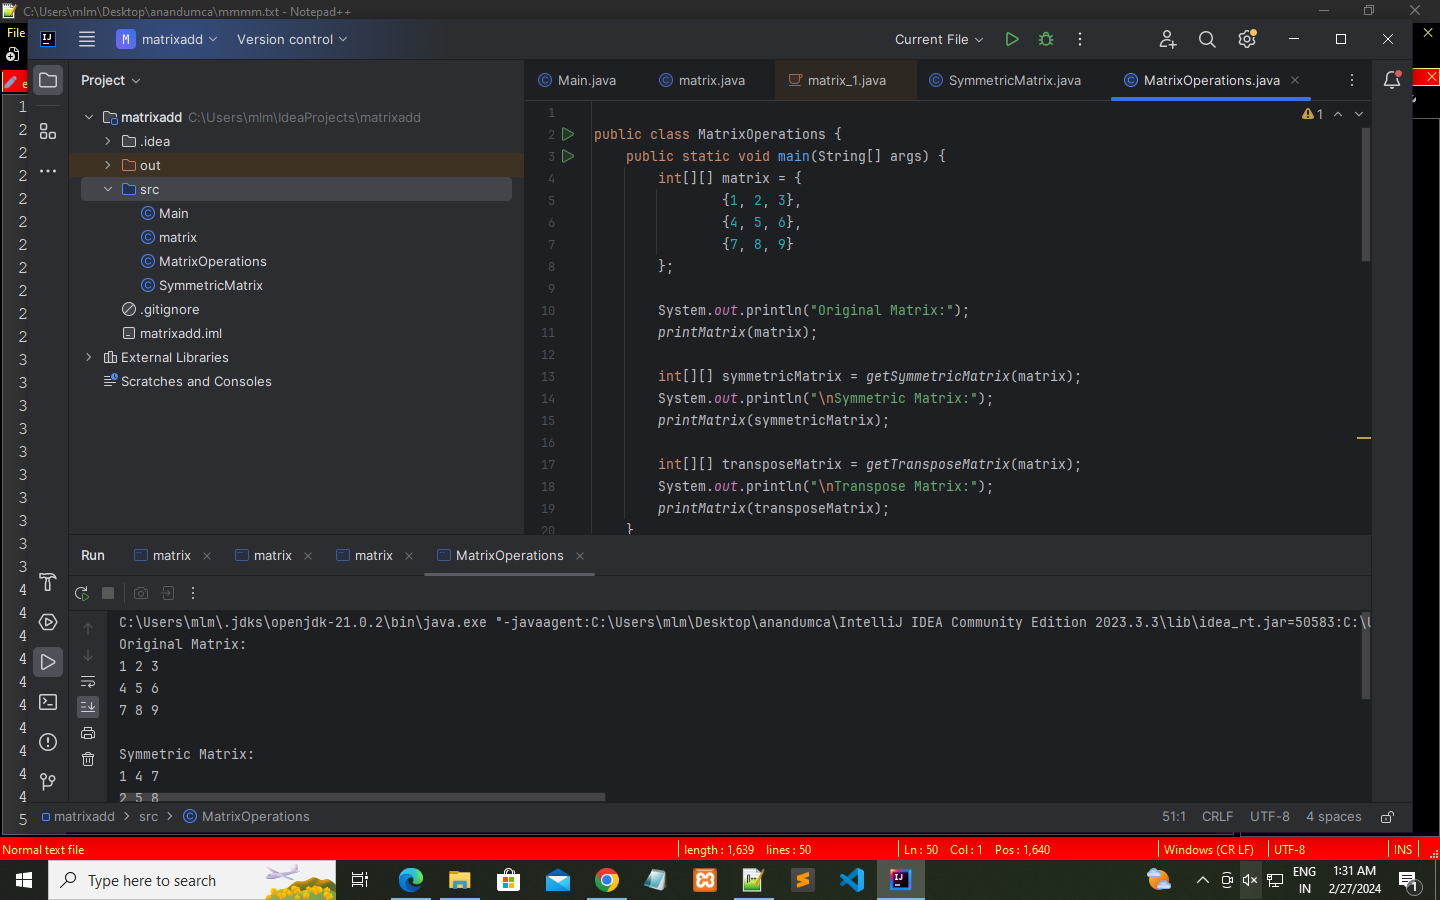 C:\Users\mlm\Desktop\anandumca\mmmm.txt - Notepad++
File
matrixadd
Version control
Current File
Project
Main.java
matrix.java
matrix_1.java
SymmetricMatrix.java
MatrixOperations.java
matrixadd C:\Users\mlm\IdeaProjects\matrixadd
.idea
out
src
Main
matrix
MatrixOperations
SymmetricMatrix
.gitignore
matrixadd.iml
External Libraries
Scratches and Consoles
1
1
2 public class MatrixOperations {
3 public static void main(String[] args) {
4 int[][] matrix = {
5 {1, 2, 3},
6 {4, 5, 6},
7 {7, 8, 9}
8 };
9
10 System.out.println("Original Matrix:");
11 printMatrix(matrix);
12
13 int[][] symmetricMatrix = getSymmetricMatrix(matrix);
14 System.out.println("\nSymmetric Matrix:");
15 printMatrix(symmetricMatrix);
16
17 int[][] transposeMatrix = getTransposeMatrix(matrix);
18 System.out.println("\nTranspose Matrix:");
19 printMatrix(transposeMatrix);
20 }
Run
matrix
matrix
matrix
MatrixOperations
C:\Users\mlm\.jdks\openjdk-21.0.2\bin\java.exe "-javaagent:C:\Users\mlm\Desktop\anandumca\IntelliJ IDEA Community Edition 2023.3.3\lib\idea_rt.jar=50583:C:\U
Original Matrix:
1 2 3
4 5 6
7 8 9
Symmetric Matrix:
1 4 7
2 5 8
matrixadd > src > MatrixOperations
51:1 CRLF UTF-8 4 spaces
Normal text file
length : 1,639 lines : 50
Ln : 50 Col : 1 Pos : 1,640
Windows (CR LF)
UTF-8
INS
Type here to search
ENG
IN
1:31 AM
2/27/2024
1